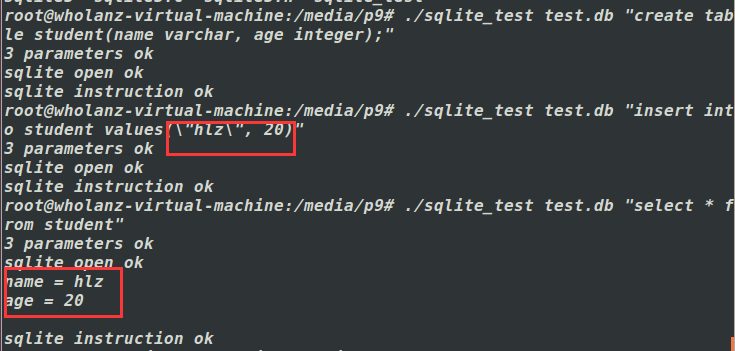 root@wholanz-virtual-machine:/media/p9# ./sqlite_test test.db "create tab
le student(name varchar, age integer);"
3 parameters ok
sqlite open ok
sqlite instruction ok
root@wholanz-virtual-machine:/media/p9# ./sqlite_test test.db "insert int
o student values(\"hlz\", 20)"
3 parameters ok
sqlite open ok
sqlite instruction ok
root@wholanz-virtual-machine:/media/p9# ./sqlite_test test.db "select * f
rom student"
3 parameters ok
sqlite open ok
name = hlz
age = 20
sqlite instruction ok